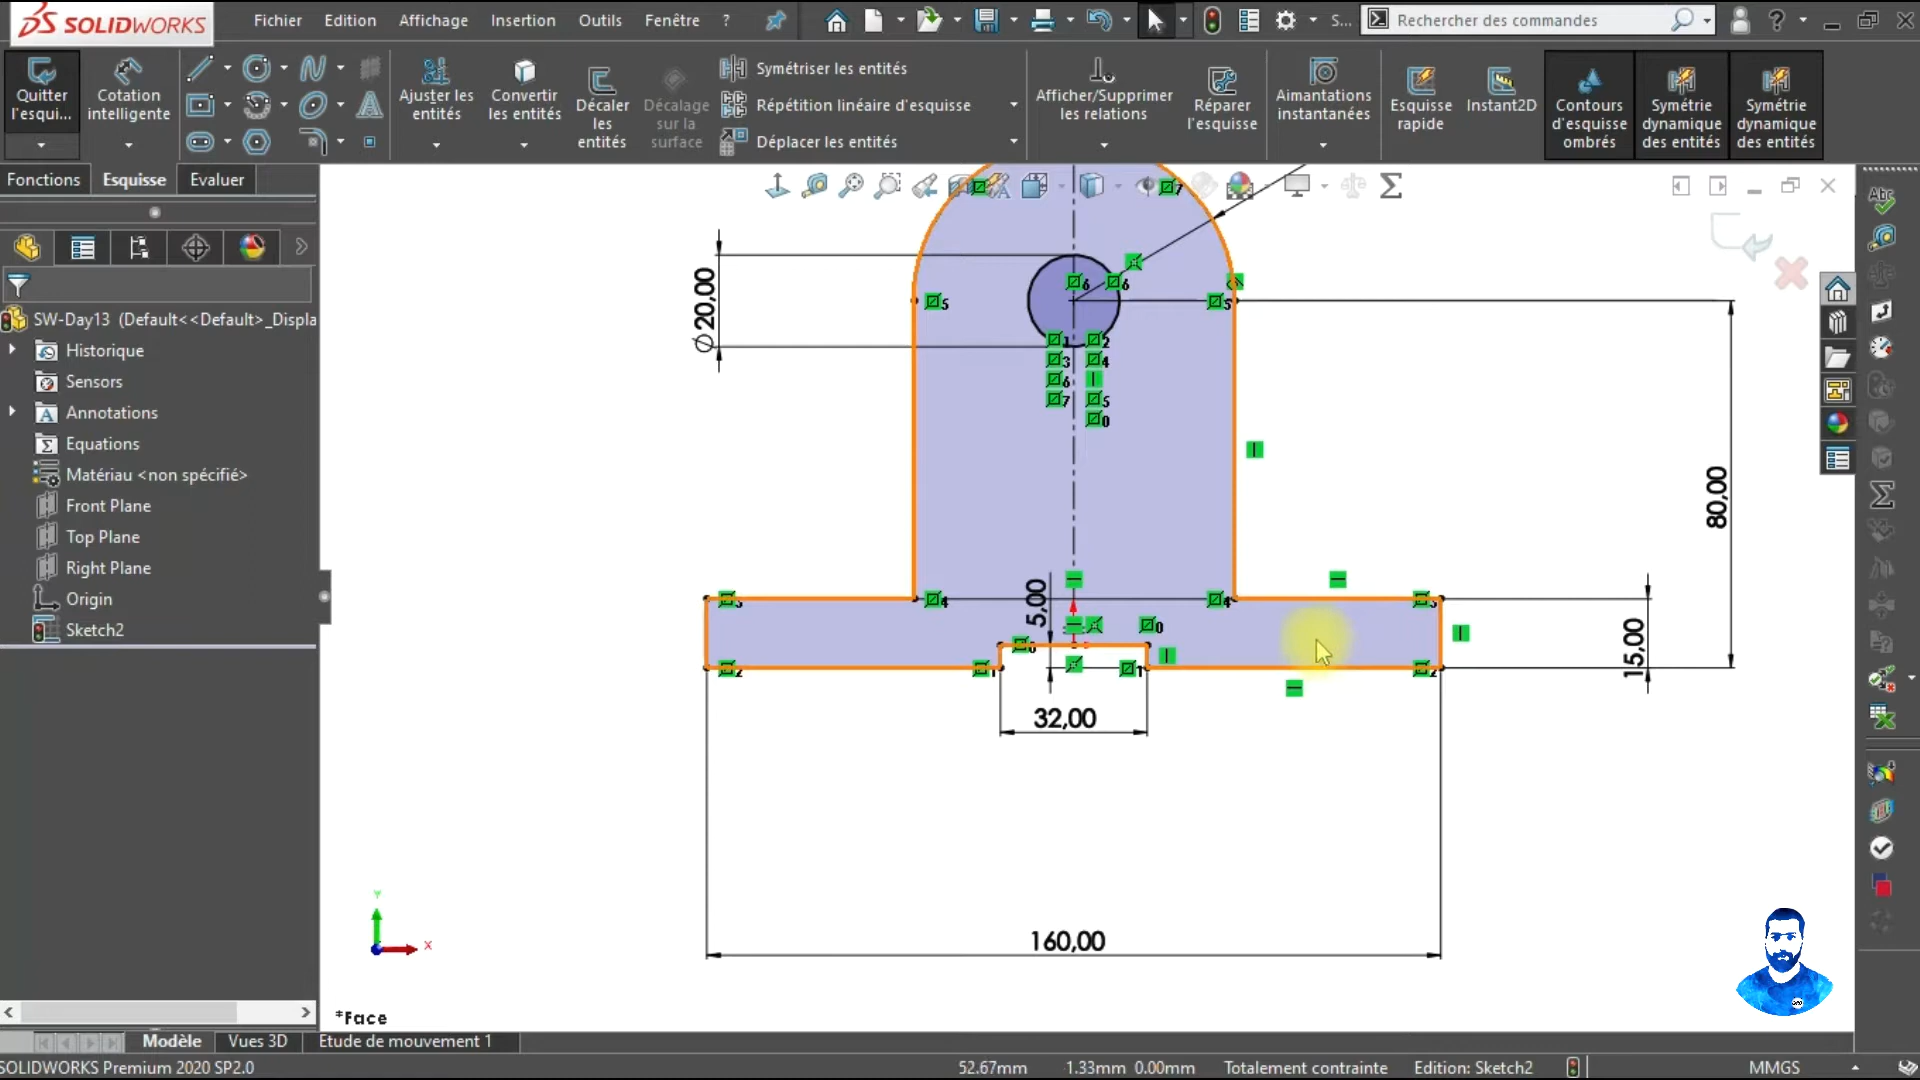 SOLIDWORKS
Fichier Edition Affichage Insertion Outils Fenêtre ?
S...
Rechercher des commandes
?
Quitter l'esqui...
Cotation intelligente
Ajuster les entités
Convertir les entités
Décaler les entités
Décalage sur la surface
Symétriser les entités
Répétition linéaire d'esquisse
Déplacer les entités
Afficher/Supprimer les relations
Réparer l'esquisse
Aimantations instantanées
Esquisse rapide
Instant2D
Contours d'esquisse ombrés
Symétrie dynamique des entités
Symétrie dynamique des entités
Fonctions Esquisse Evaluer
SW-Day13 (Default<<Default>_Displa
Historique
Sensors
Annotations
Equations
Matériau <non spécifié>
Front Plane
Top Plane
Right Plane
Origin
Sketch2
∅20,00
80,00
5,00
15,00
32,00
160,00
Y
X
*Face
Modèle Vues 3D Etude de mouvement 1
SOLIDWORKS Premium 2020 SP2.0
52.67mm 1.33mm 0.00mm Totalement contrainte Edition: Sketch2 MMGS